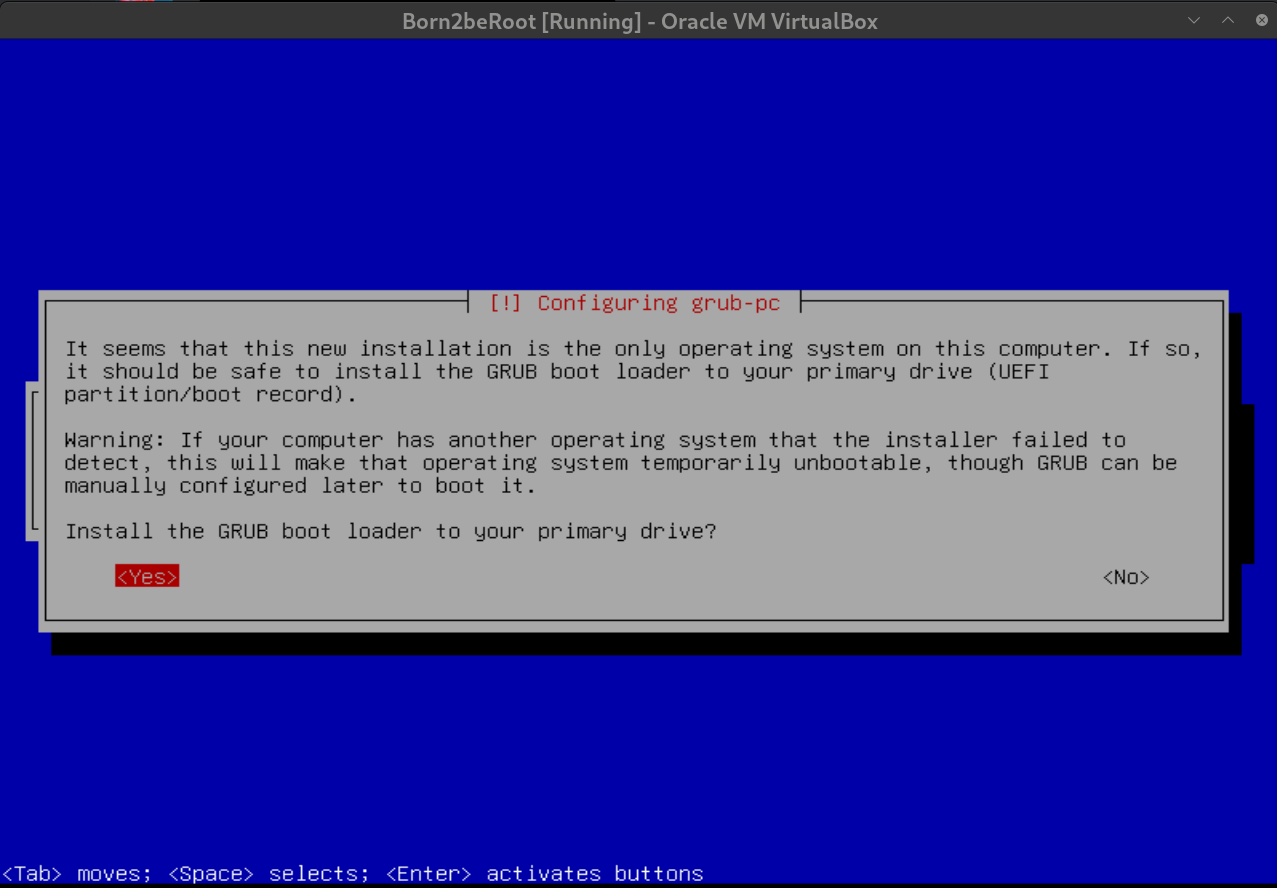 Born2beRoot [Running] - Oracle VM VirtualBox
[!] Configuring grub-pc
It seems that this new installation is the only operating system on this computer. If so,
it should be safe to install the GRUB boot loader to your primary drive (UEFI
partition/boot record).
Warning: If your computer has another operating system that the installer failed to
detect, this will make that operating system temporarily unbootable, though GRUB can be
manually configured later to boot it.
Install the GRUB boot loader to your primary drive?
<Yes> <No>
<Tab> moves; <Space> selects; <Enter> activates buttons